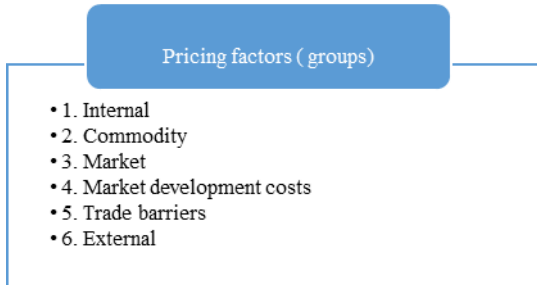 Pricing factors ( groups)
• 1. Internal
• 2. Commodity
• 3. Market
• 4. Market development costs
• 5. Trade barriers
• 6. External